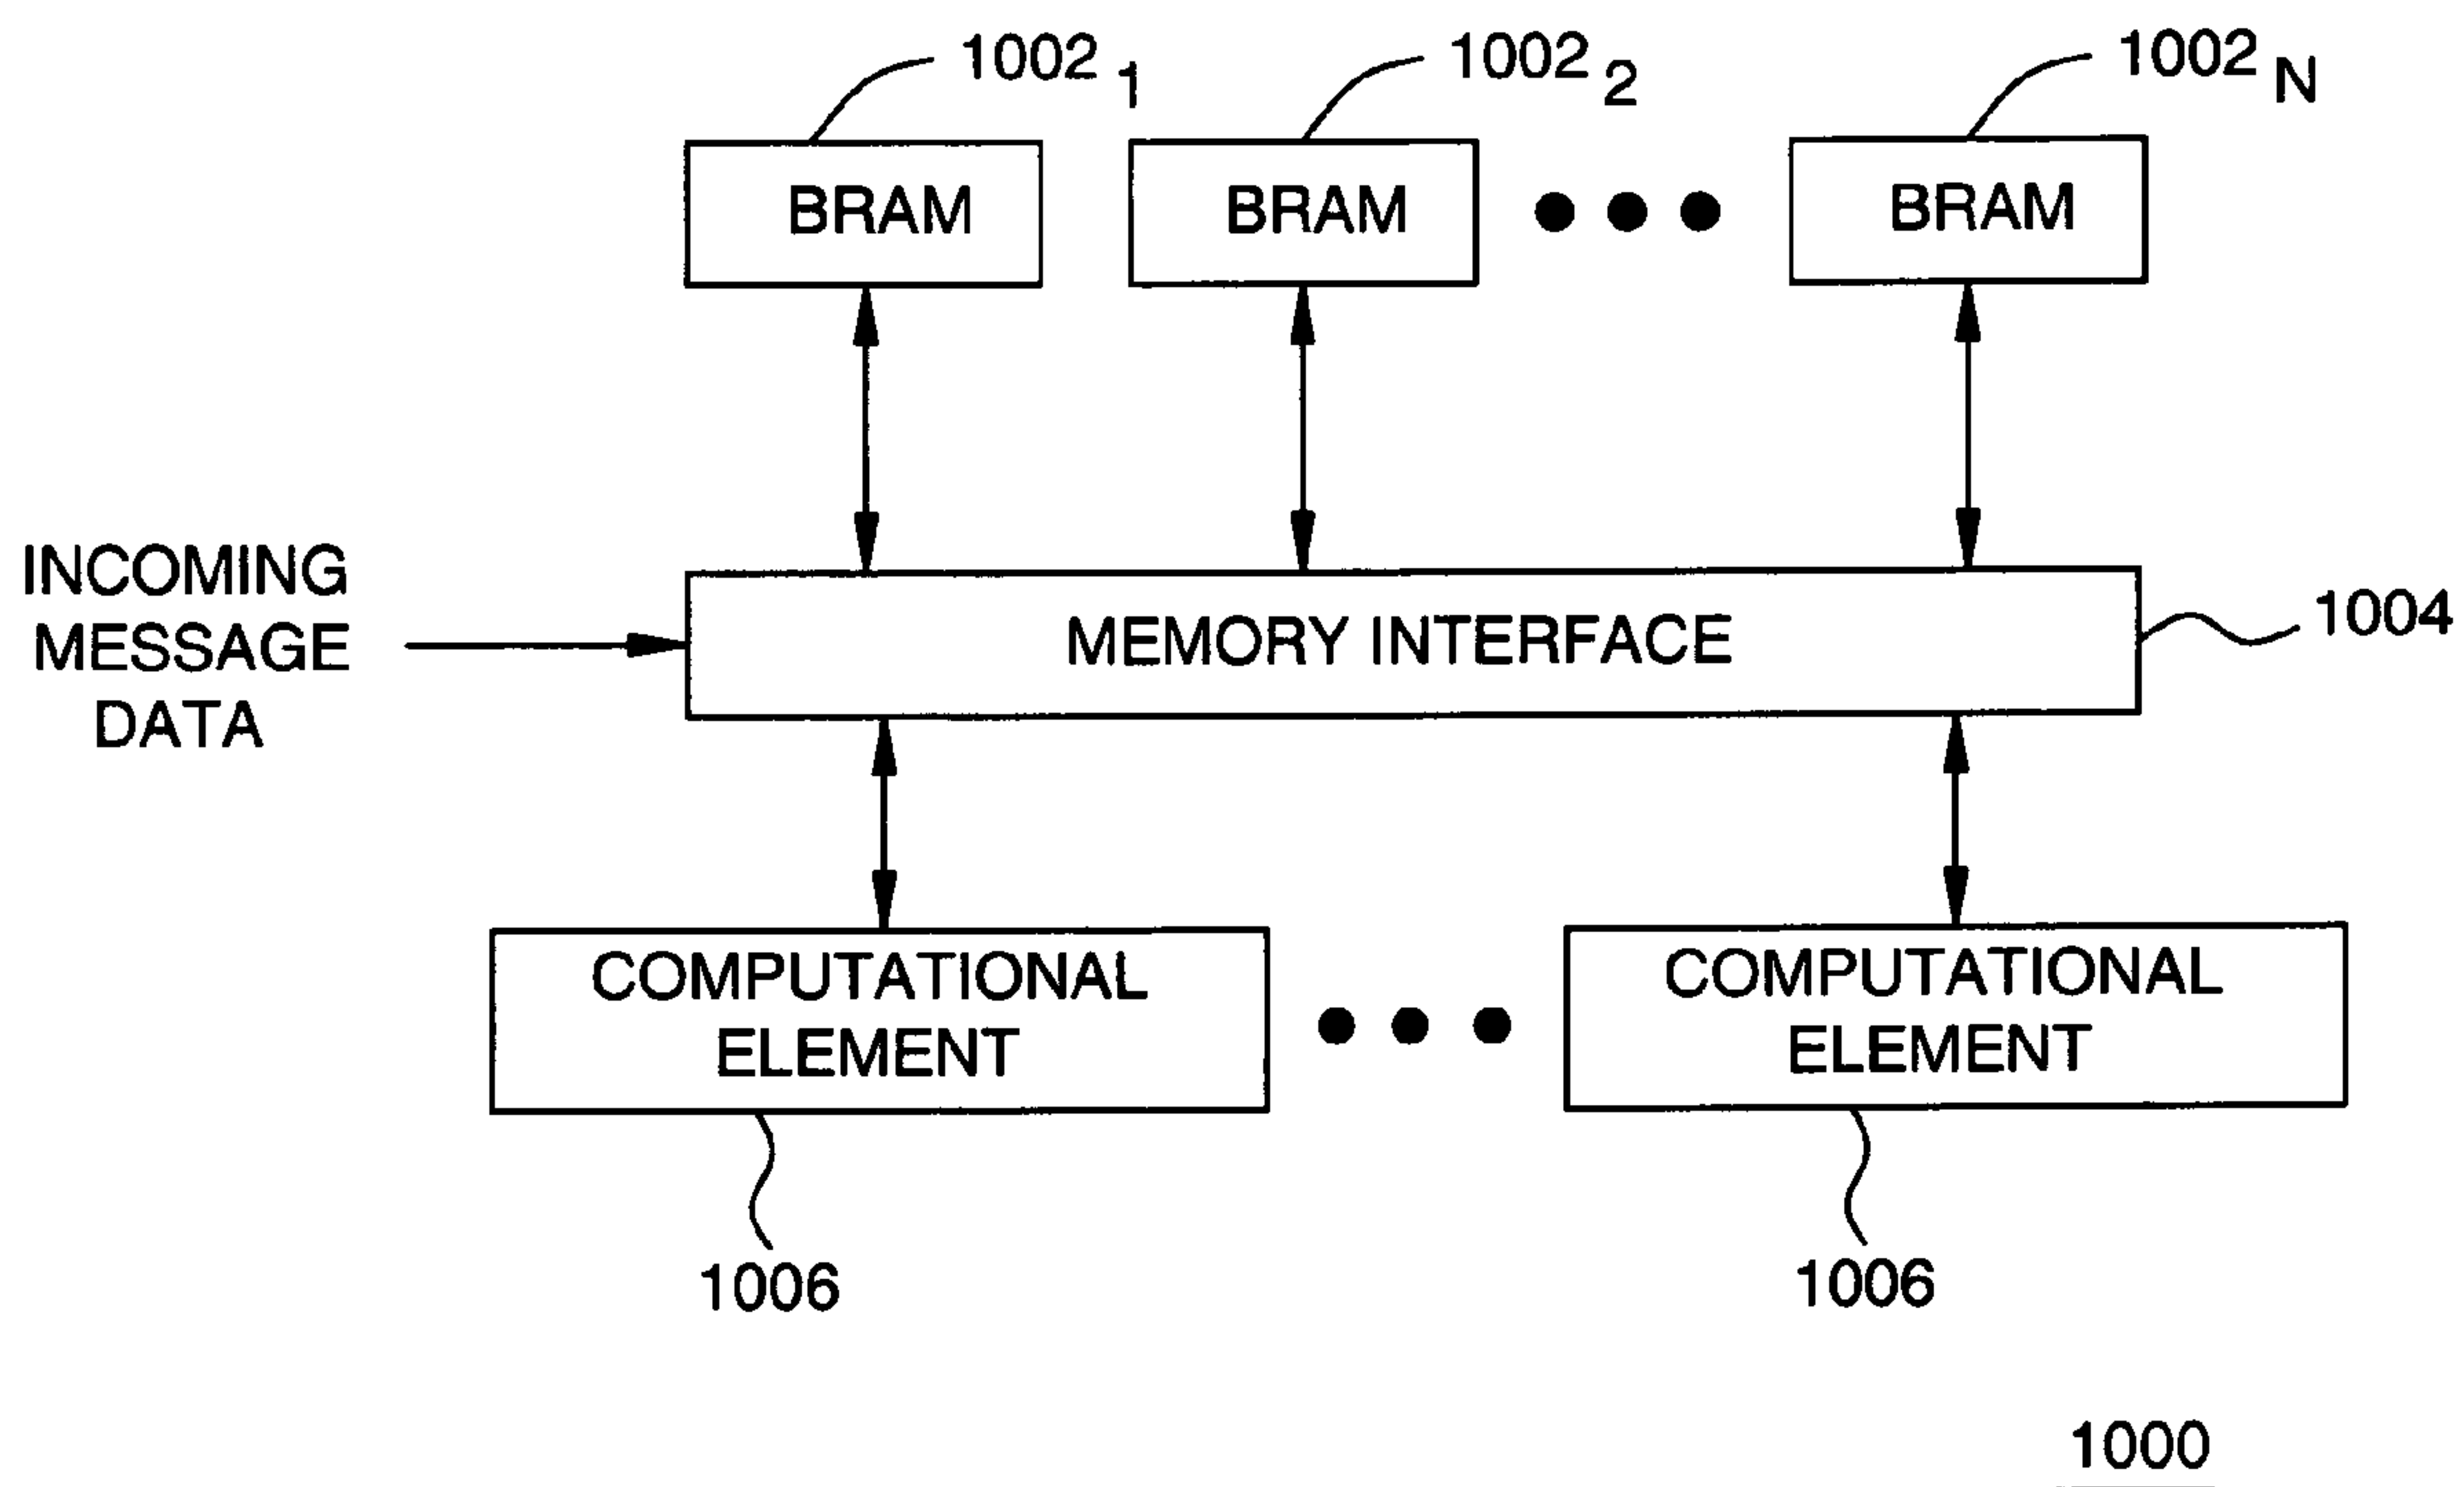 1002 1
1002 2
1002 N
BRAM
BRAM
BRAM
INCOMING
MESSAGE
DATA
MEMORY INTERFACE
1004
COMPUTATIONAL
ELEMENT
COMPUTATIONAL
ELEMENT
1006
1006
1000